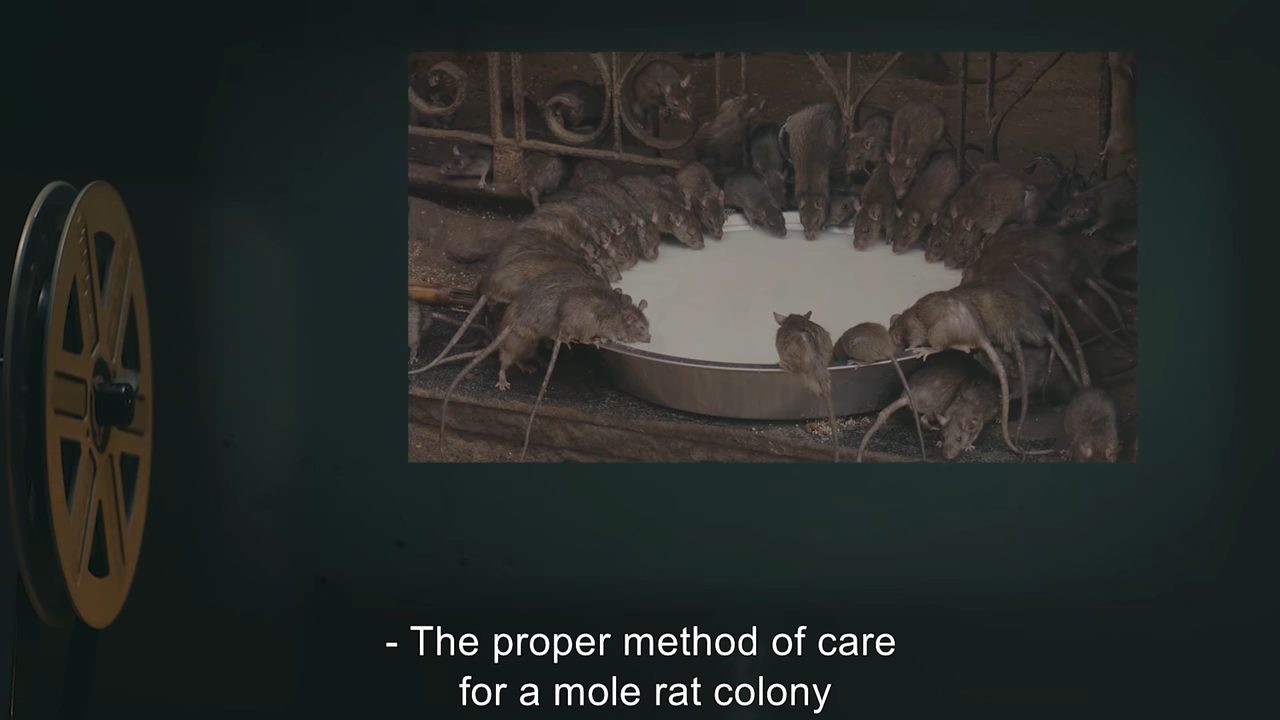 - The proper method of care
for a mole rat colony